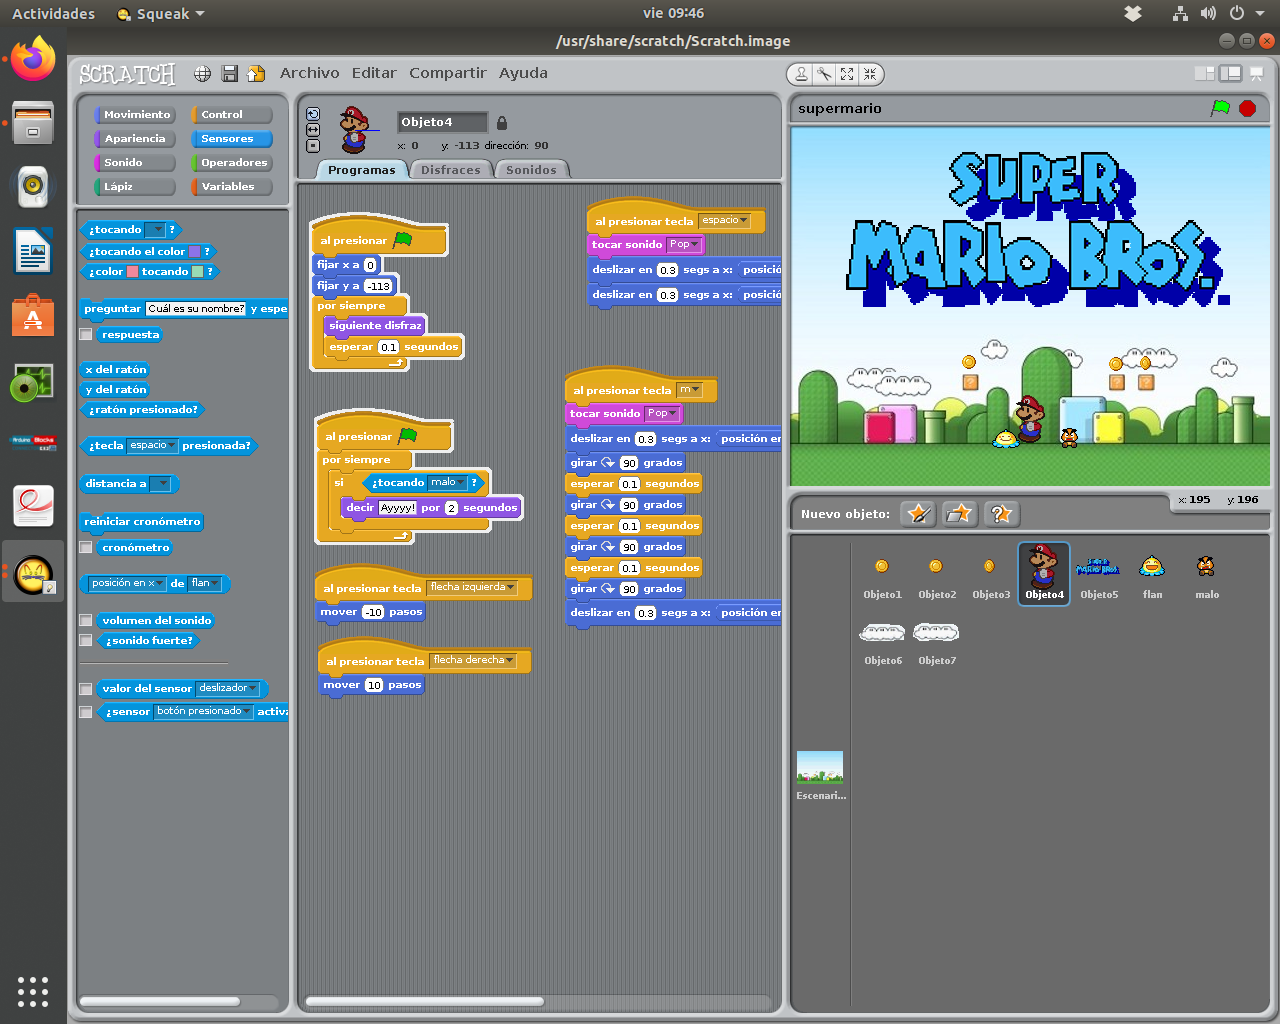 Actividades
Squeak
vie 09:46
/usr/share/scratch/Scratch.image
SCRATCH
Archivo
Editar
Compartir
Ayuda
Movimiento
Control
Apariencia
Sensores
Sonido
Operadores
Lápiz
Variables
¿tocando ?
¿tocando el color ?
¿color tocando ?
preguntar Cuál es su nombre? y espe
respuesta
x del ratón
y del ratón
¿ratón presionado?
¿tecla espacio presionada?
distancia a
reiniciar cronómetro
cronómetro
posición en x de flan
volumen del sonido
¿sonido fuerte?
valor del sensor deslizador
¿sensor botón presionado activa
Objeto4
x: 0 y: -113 dirección: 90
Programas
Disfraces
Sonidos
al presionar
fijar x a 0
fijar y a -113
por siempre
siguiente disfraz
esperar 0.1 segundos
al presionar
por siempre
si ¿tocando malo ?
decir Ayyyy! por 2 segundos
al presionar tecla flecha izquierda
mover -10 pasos
al presionar tecla flecha derecha
mover 10 pasos
al presionar tecla espacio
tocar sonido Pop
deslizar en 0.3 segs a x: posició
deslizar en 0.3 segs a x: posició
al presionar tecla m
tocar sonido Pop
deslizar en 0.3 segs a x: posición en
girar 90 grados
esperar 0.1 segundos
girar 90 grados
esperar 0.1 segundos
girar 90 grados
esperar 0.1 segundos
girar 90 grados
deslizar en 0.3 segs a x: posición en
supermario
SUPER
MARIO BROS.
x: 195 y: 196
Nuevo objeto:
Objeto1
Objeto2
Objeto3
Objeto4
Objeto5
flan
malo
Objeto6
Objeto7
Escenari...